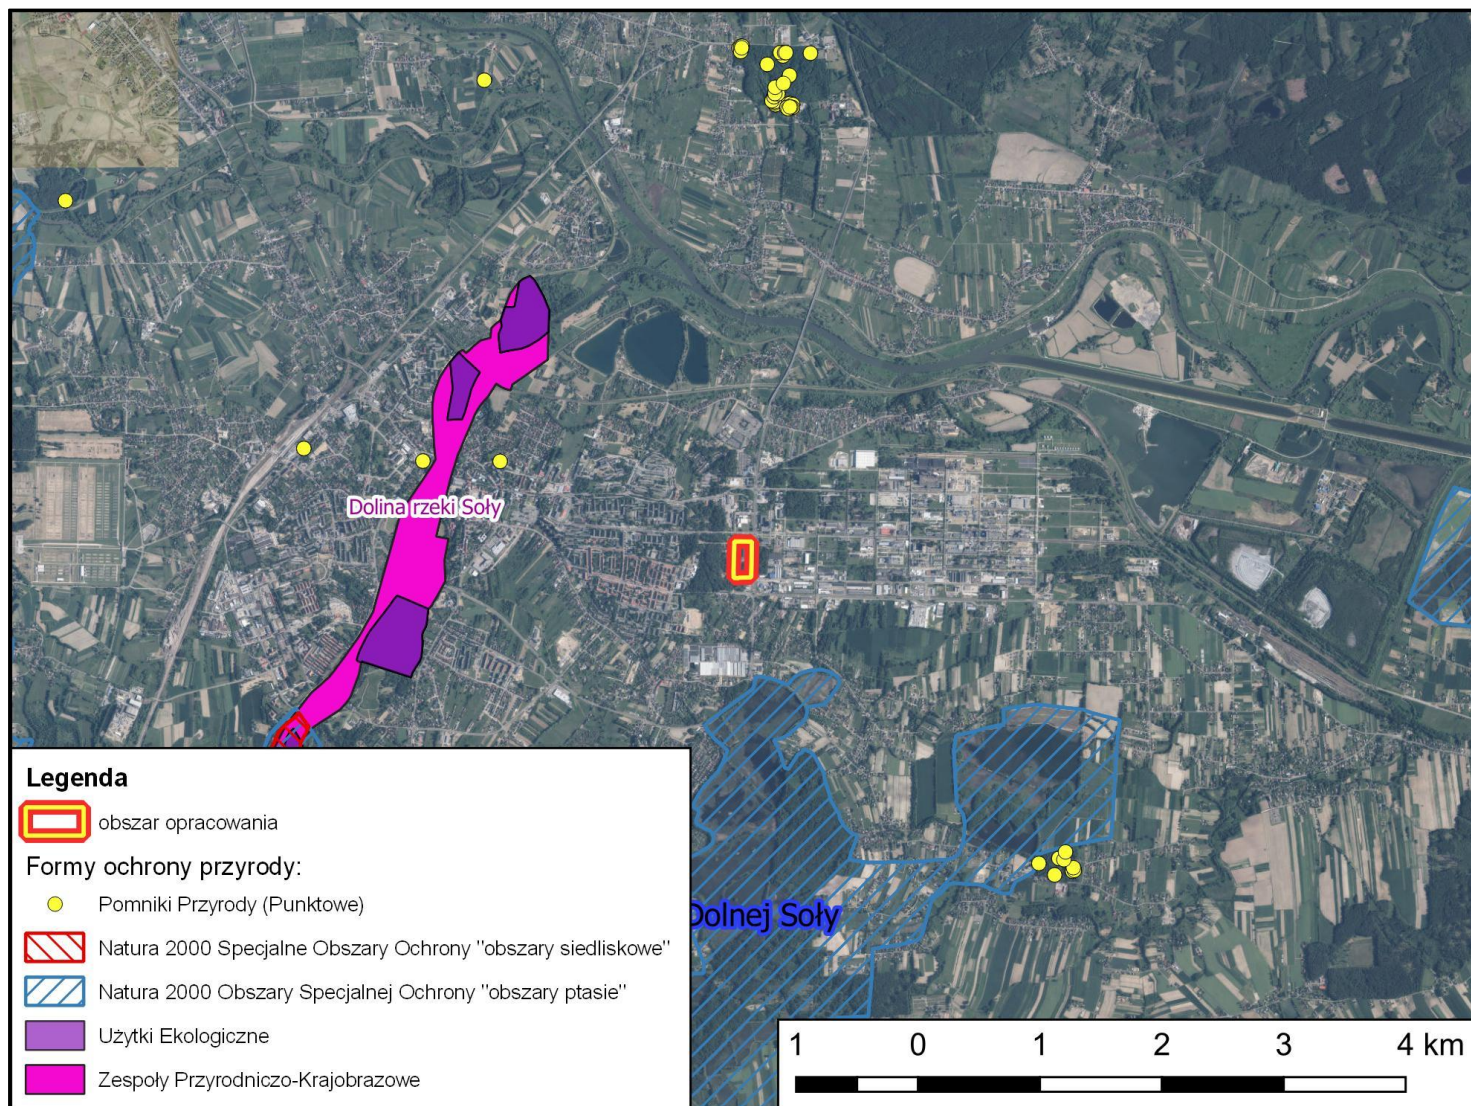 Dolina rzeki Soły
Dolnej Soły
Legenda
obszar opracowania
Formy ochrony przyrody:
Pomniki Przyrody (Punktowe)
Natura 2000 Specjalne Obszary Ochrony "obszary siedliskowe"
Natura 2000 Obszary Specjalnej Ochrony "obszary ptasie"
Użytki Ekologiczne
Zespoły Przyrodniczo-Krajobrazowe
1 0 1 2 3 4 km